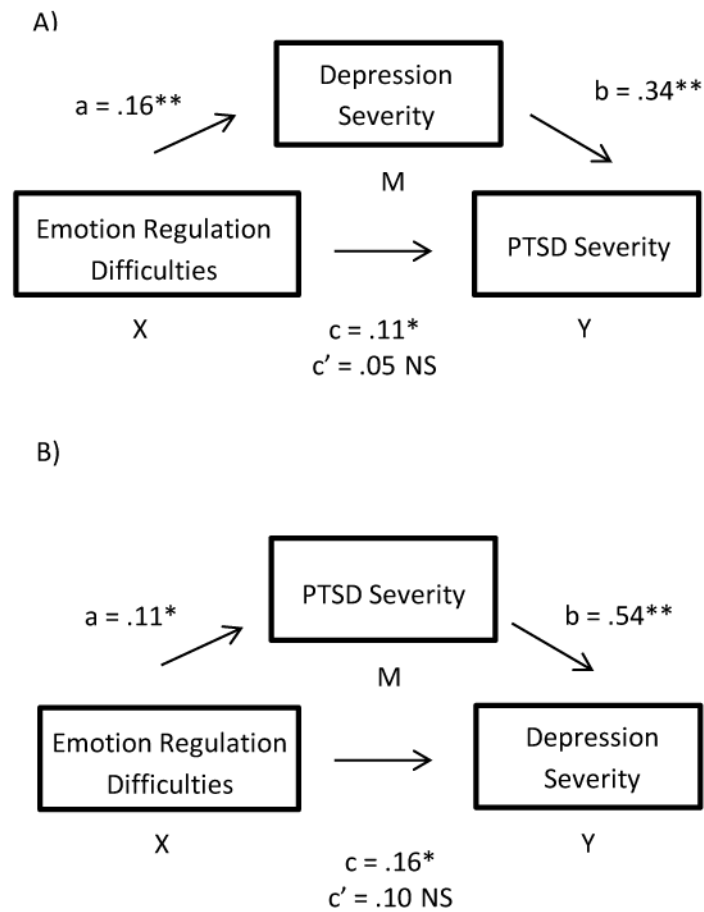 A)
Depression
Severity
a = .16**
b = .34**
M
Emotion Regulation
Difficulties
PTSD Severity
X
c = .11*
Y
c’ = .05 NS
B)
PTSD Severity
a = .11*
b = .54**
M
Emotion Regulation
Difficulties
Depression
Severity
X
Y
c = .16*
c’ = .10 NS